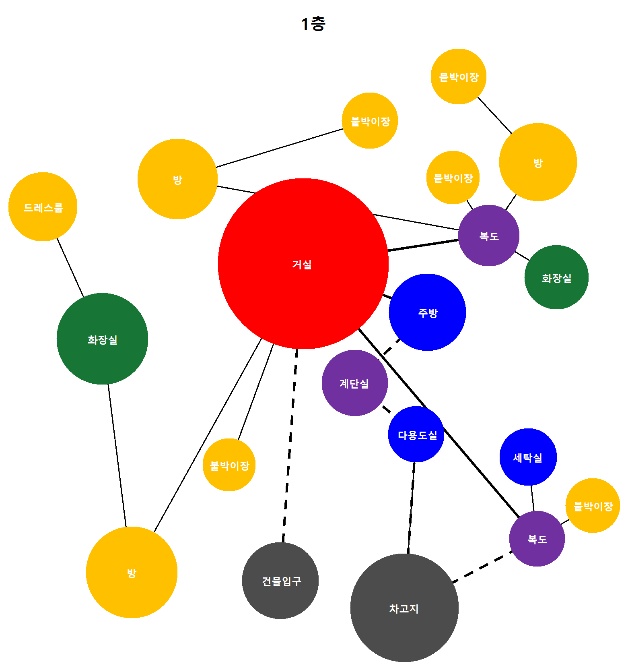 1층
붙박이장
붙박이장
방
방
붙박이장
드레스룸
복도
거실
화장실
주방
화장실
계단실
다용도실
세탁실
붙박이장
붙박이장
복도
방
건물입구
차고지